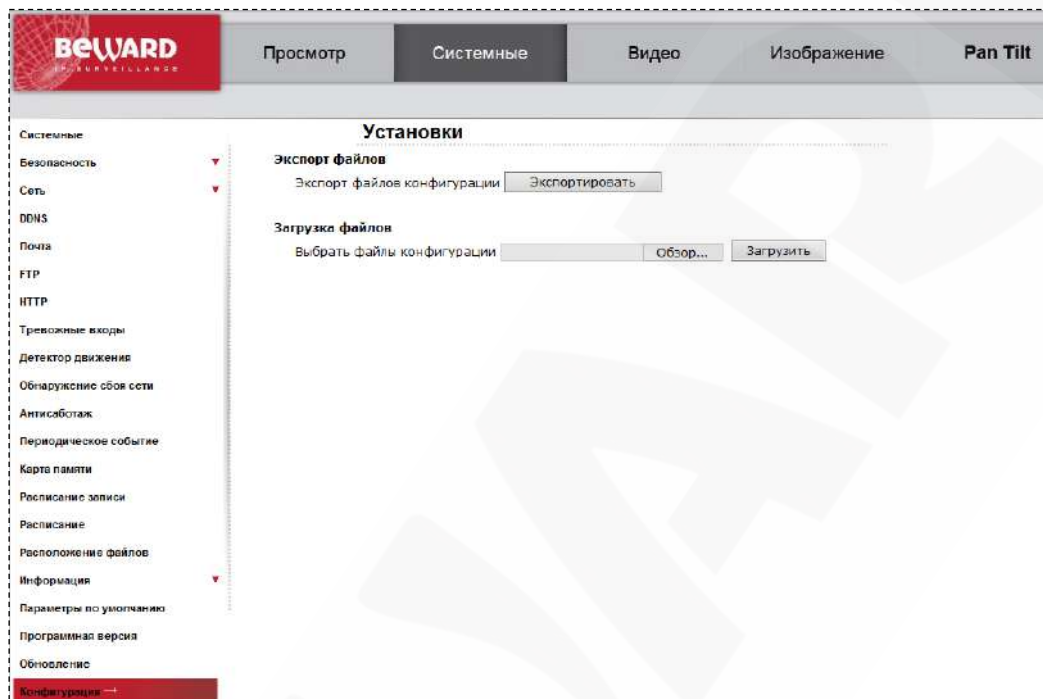 BEWARD
IP SURVEILLANCE
Просмотр
Системные
Видео
Изображение
Pan Tilt
Системные
Безопасность
Сеть
DDNS
Почта
FTP
HTTP
Тревожные входы
Детектор движения
Обнаружение сбоя сети
Антисаботаж
Периодическое событие
Карта памяти
Расписание записи
Расписание
Расположение файлов
Информация
Параметры по умолчанию
Программная версия
Обновление
Конфигурация →
Установки
Экспорт файлов
Экспорт файлов конфигурации Экспортировать
Загрузка файлов
Выбрать файлы конфигурации Обзор... Загрузить